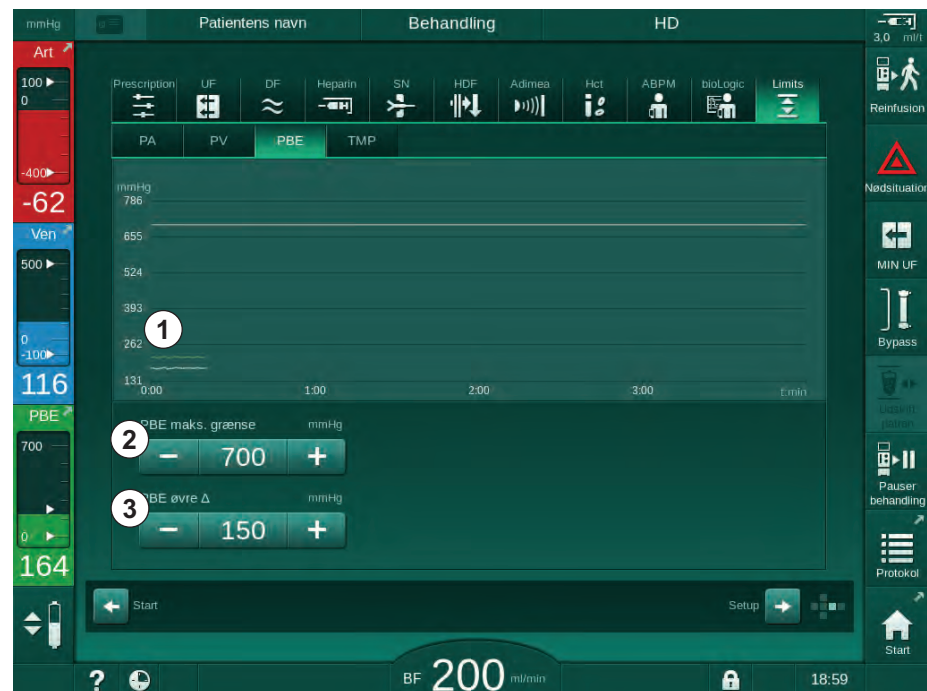 mmHg
Patientens navn
Behandling
HD
3,0 ml/t
Art
100
0
-400
-62
Ven
500
0
-100
116
PBE
700
0
164
Prescription
UF
DF
Heparin
SN
HDF
Adimea
Hct
ABPM
bioLogic
Limits
PA
PV
PBE
TMP
mmHg
786
655
524
393
262
131
0:00
1:00
2:00
3:00
t:min
1
2
PBE maks. grænse
mmHg
− 700 +
3
PBE øvre Δ
mmHg
− 150 +
Start
Setup
Reinfusion
Nødsituation
MIN UF
Bypass
patron
Pauser
behandling
Protokol
Start
?
BF 200 ml/min
18:59